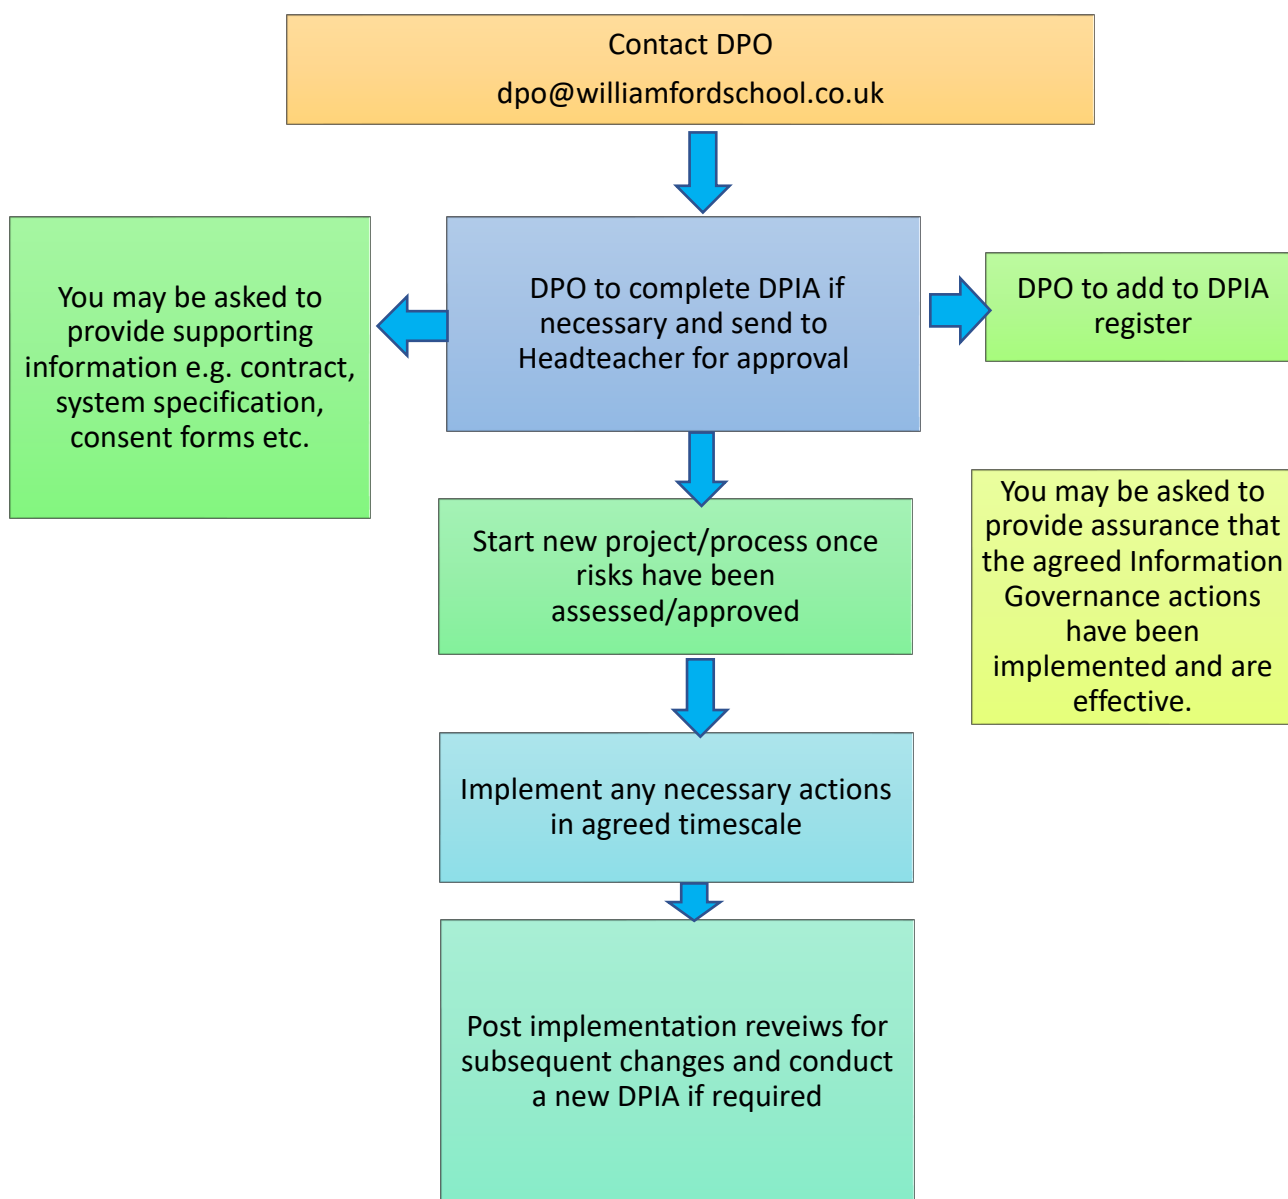 Contact DPO
dpo@williamfordschool.co.uk
You may be asked to
provide supporting
information e.g. contract,
system specification,
consent forms etc.
DPO to complete DPIA if
necessary and send to
Headteacher for approval
DPO to add to DPIA
register
Start new project/process once
risks have been
assessed/approved
You may be asked to
provide assurance that
the agreed Information
Governance actions
have been
implemented and are
effective.
Implement any necessary actions
in agreed timescale
Post implementation reveiws for
subsequent changes and conduct
a new DPIA if required